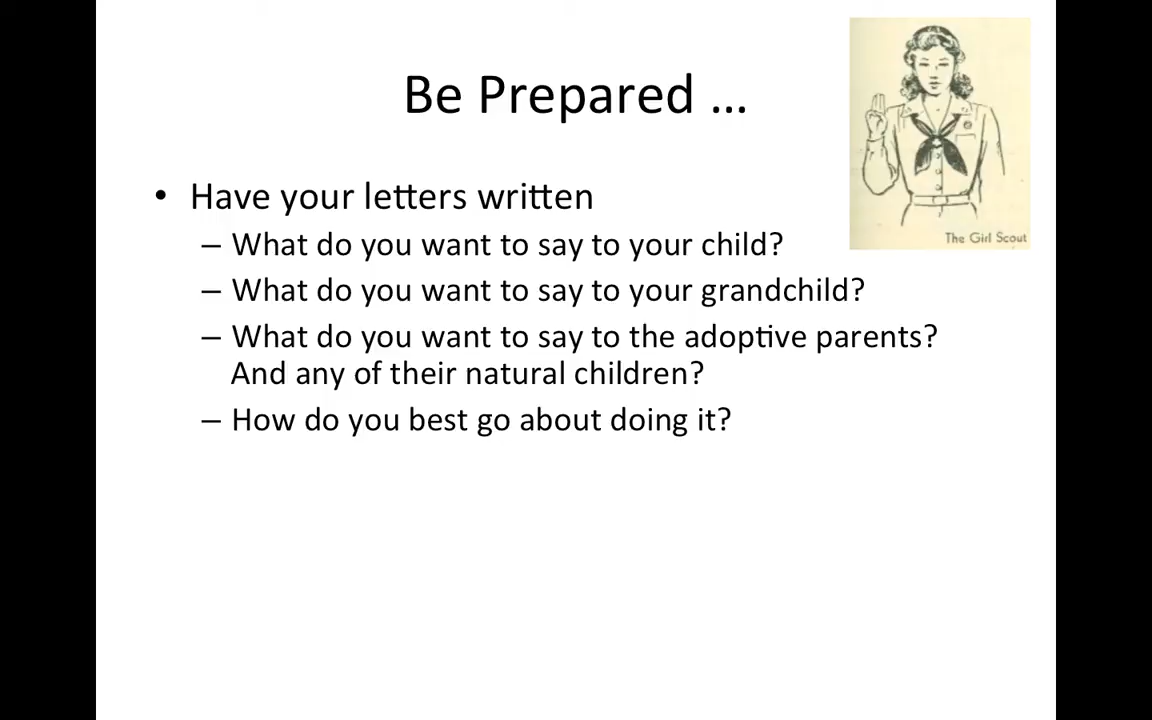 Be Prepared …
• Have your letters written
– What do you want to say to your child?
– What do you want to say to your grandchild?
– What do you want to say to the adoptive parents?
And any of their natural children?
– How do you best go about doing it?
The Girl Scout